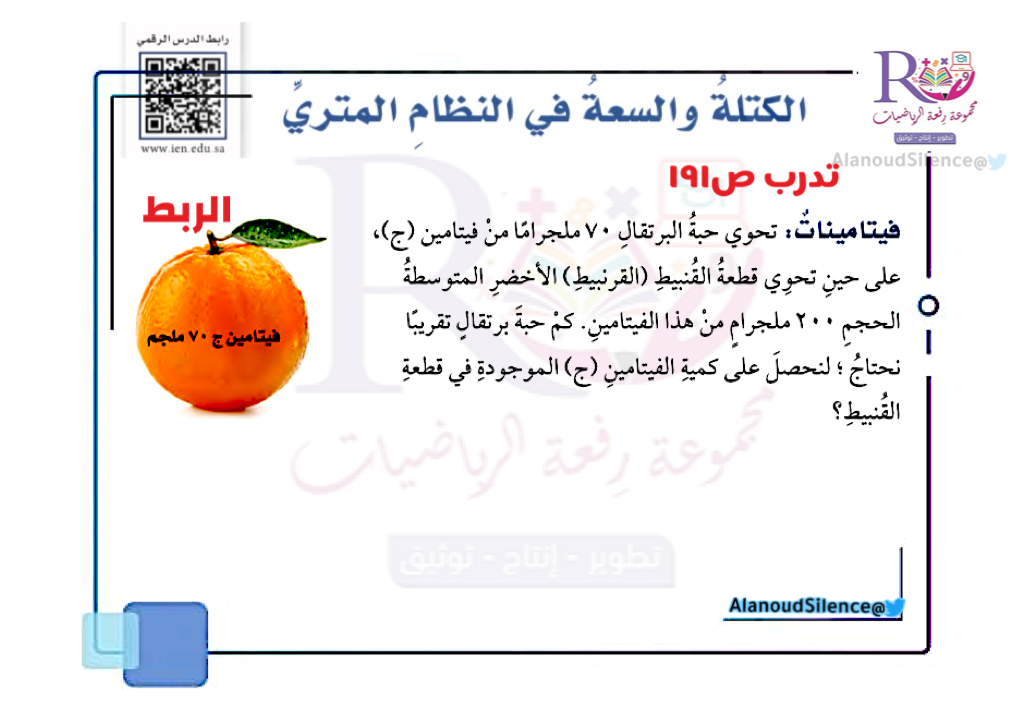 رابط الدرس الرقمي
www.ien.edu.sa
R
مجموعة رفعة الرياضيات
تطوير - إنتاج - توثيق
AlanoudSilence@
الكتلةُ والسعةُ في النظامِ المتريِّ
تدرب ص١٩١
الربط
فيتاميناتٌ: تحوي حبةُ البرتقالِ ٧٠ ملجرامًا منْ فيتامين (ج)،
على حينِ تحوِي قطعةُ القُنبيطِ (القرنبيطِ) الأخضرِ المتوسطةُ
الحجمِ ٢٠٠ ملجرامٍ منْ هذا الفيتامينِ. كمْ حبةَ برتقالٍ تقريبًا
نحتاجُ ؛ لنحصلَ على كميةِ الفيتامينِ (ج) الموجودةِ في قطعةِ
القُنبيطِ؟
فيتامين ج ٧٠ ملجم
R
مجموعة رفعة الرياضيات
تطوير - إنتاج - توثيق
AlanoudSilence@